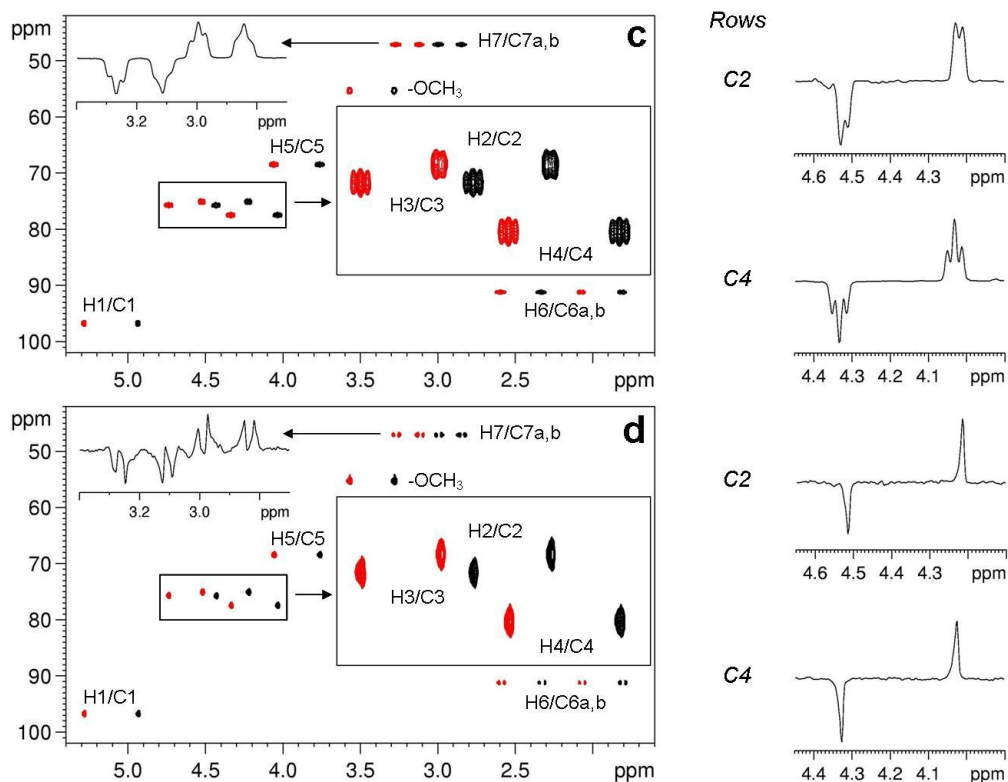 ppm
c
Rows
H7/C7a,b
50
3.2 3.0 ppm
-OCH3
60
H5/C5
H2/C2
70
H3/C3
80
H4/C4
90
H1/C1
H6/C6a,b
100
5.0 4.5 4.0 3.5 3.0 2.5 ppm
C2
4.6 4.5 4.3 ppm
C4
4.4 4.3 4.2 4.1 ppm
ppm
d
H7/C7a,b
50
3.2 3.0 ppm
-OCH3
60
H5/C5
H2/C2
70
H3/C3
80
H4/C4
90
H1/C1
H6/C6a,b
100
5.0 4.5 4.0 3.5 3.0 2.5 ppm
C2
4.6 4.5 4.3 ppm
C4
4.4 4.3 4.2 4.1 ppm